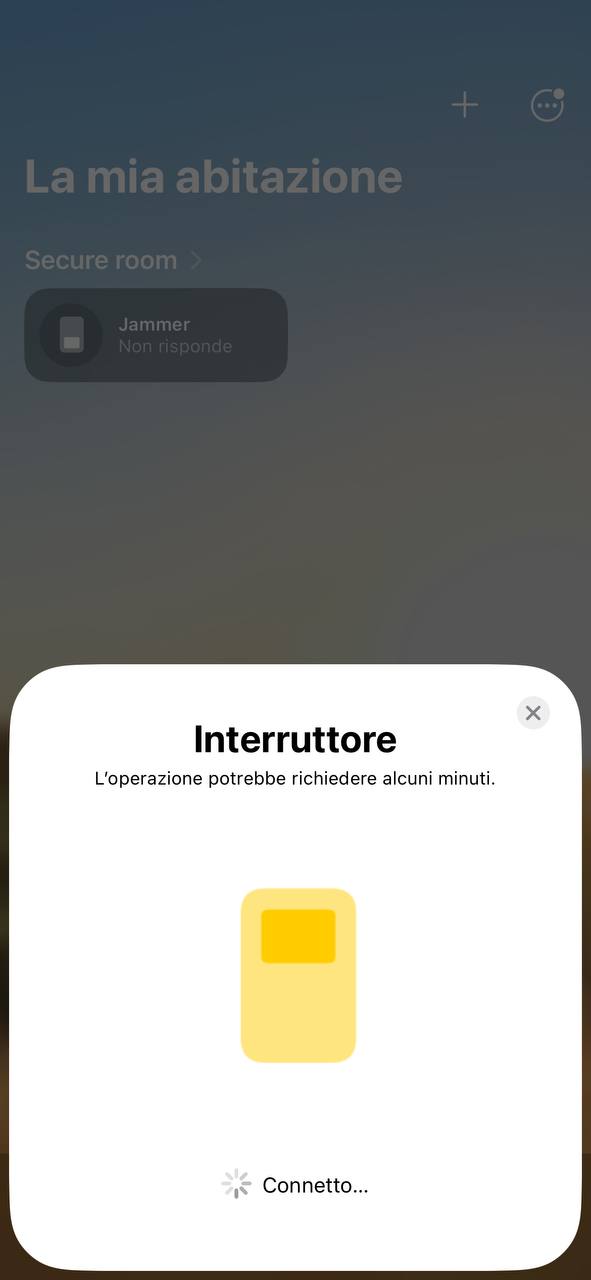 La mia abitazione
Secure room
Jammer
Non risponde
Interruttore
L'operazione potrebbe richiedere alcuni minuti.
Connetto...